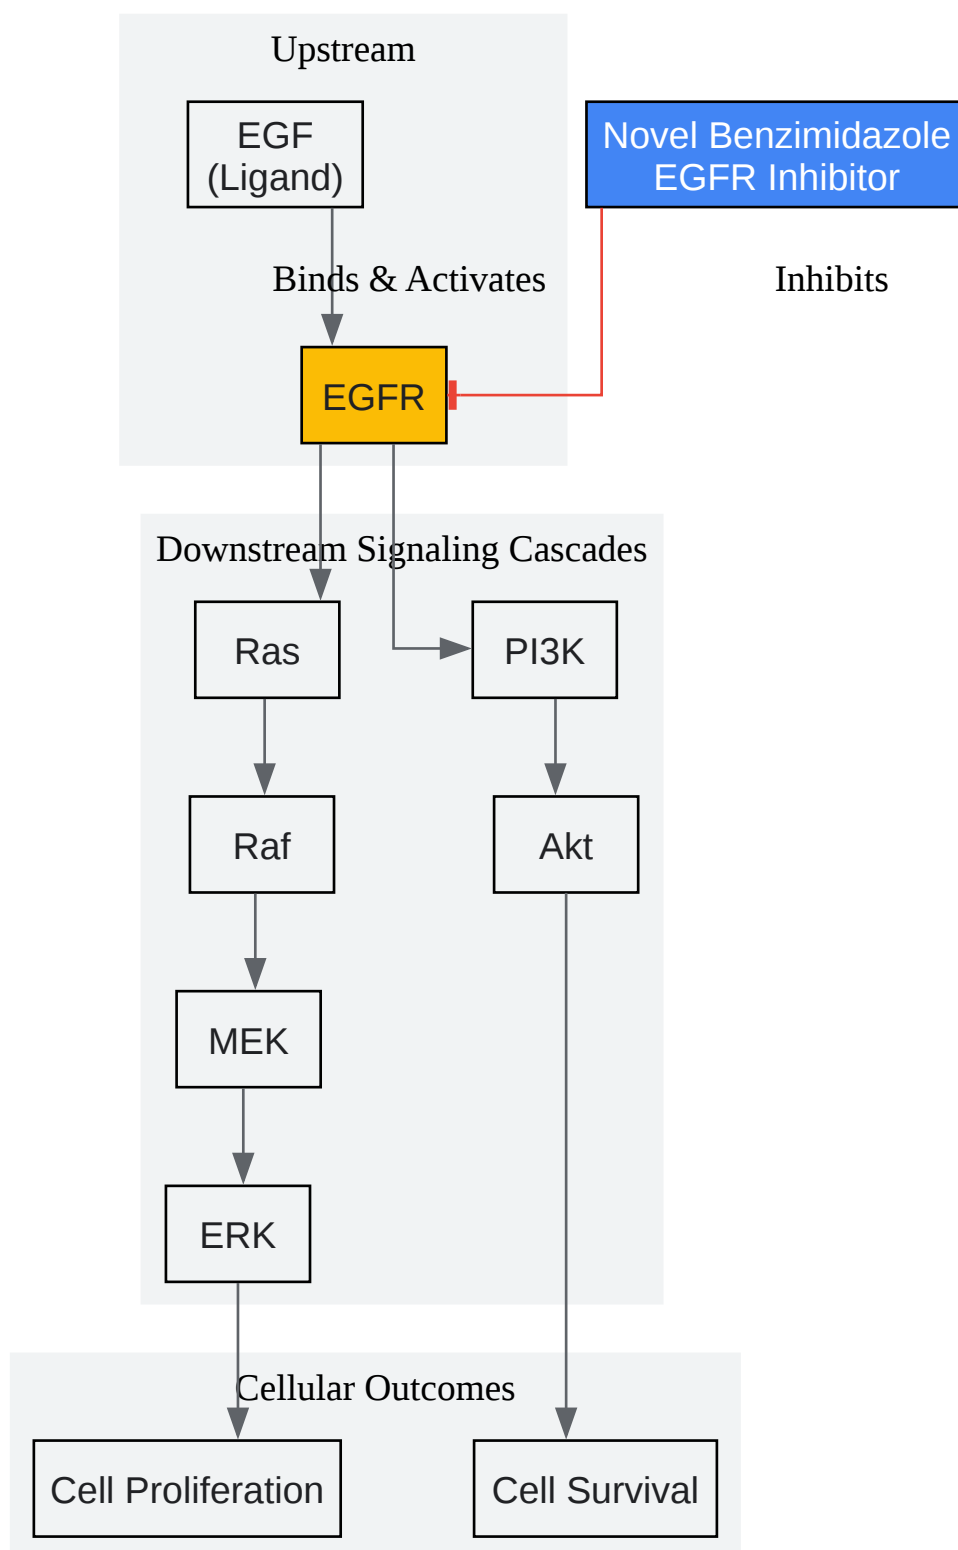 Upstream
EGF
(Ligand)
Novel Benzimidazole
EGFR Inhibitor
Binds & Activates
Inhibits
EGFR
Downstream Signaling Cascades
Ras
PI3K
Raf
Akt
MEK
ERK
Cellular Outcomes
Cell Proliferation
Cell Survival